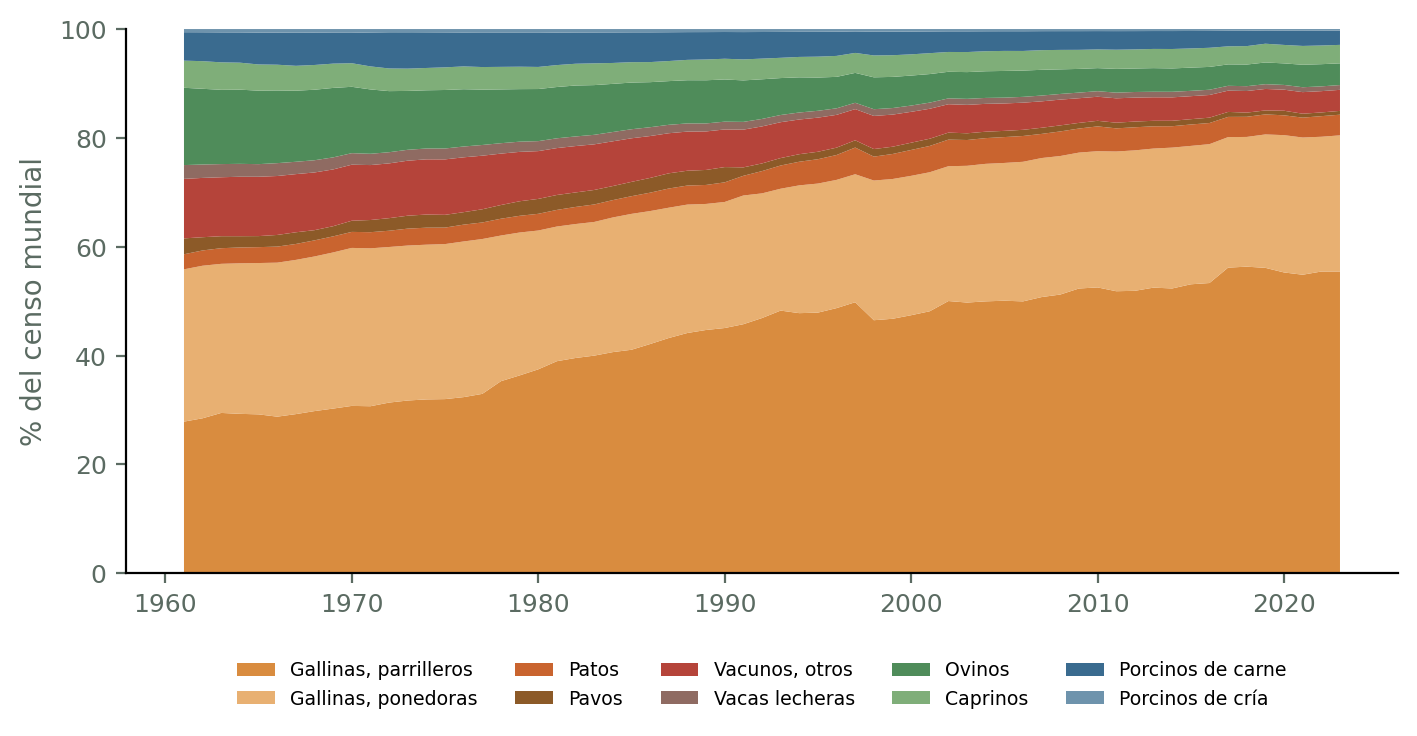 100
80
60
40
20
0
% del censo mundial
1960 1970 1980 1990 2000 2010 2020
Gallinas, parrilleros Patos Vacunos, otros Ovinos Porcinos de carne
Gallinas, ponedoras Pavos Vacas lecheras Caprinos Porcinos de cría